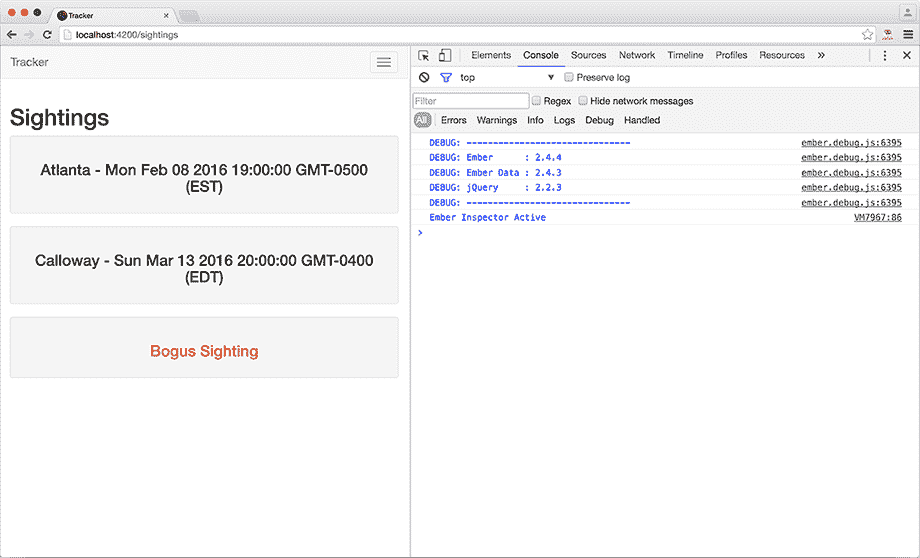 Tracker
localhost:4200/sightings
Tracker
Sightings
Atlanta - Mon Feb 08 2016 19:00:00 GMT-0500
(EST)
Calloway - Sun Mar 13 2016 20:00:00 GMT-0400
(EDT)
Bogus Sighting
Elements Console Sources Network Timeline Profiles Resources »
top ▼ Preserve log
Filter Regex Hide network messages
All Errors Warnings Info Logs Debug Handled
DEBUG: ------------------------------- ember.debug.js:6395
DEBUG: Ember      : 2.4.4 ember.debug.js:6395
DEBUG: Ember Data : 2.4.3 ember.debug.js:6395
DEBUG: jQuery     : 2.2.3 ember.debug.js:6395
DEBUG: ------------------------------- ember.debug.js:6395
Ember Inspector Active VM7967:86
>